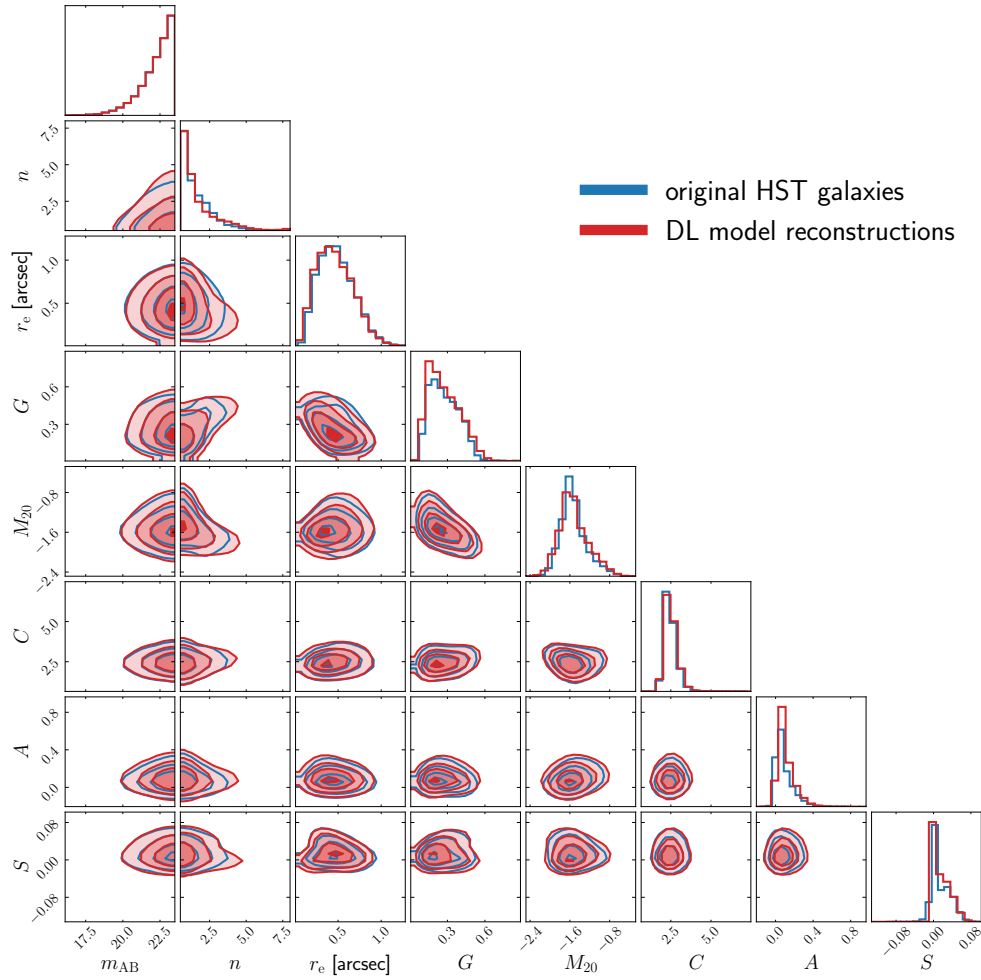 7.5
5.0
2.5
n
original HST galaxies
DL model reconstructions
1.0
0.5
r_e [arcsec]
0.6
0.3
G
−0.8
−1.6
−2.4
M_20
5.0
2.5
C
0.8
0.4
0.0
A
0.08
0.00
−0.08
S
17.5 20.0 22.5 2.5 5.0 7.5 0.5 1.0 0.3 0.6 −2.4 −1.6 −0.8 2.5 5.0 0.0 0.4 0.8 −0.08 0.00 0.08
m_AB n r_e [arcsec] G M_20 C A S